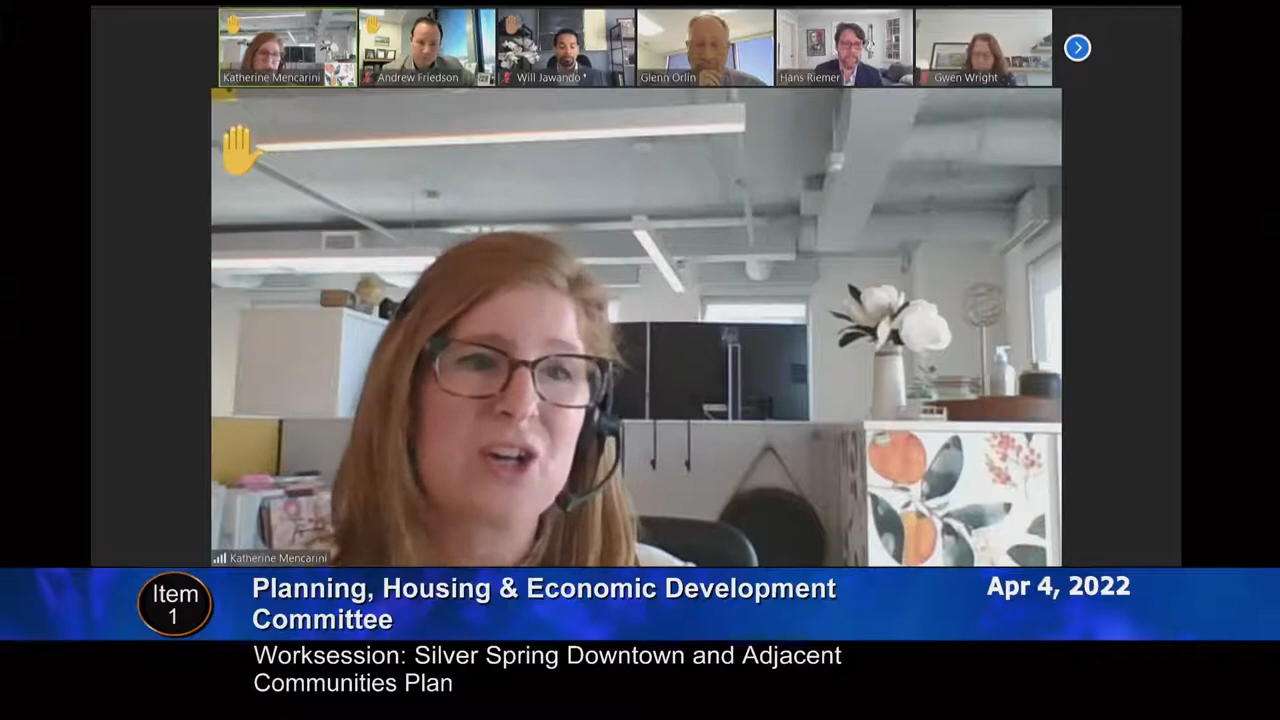 Katherine Mencarini
Andrew Friedson
Will Jawando
Glenn Orlin
Hans Riemer
Gwen Wright
Katherine Mencarini
Item
1
Planning, Housing & Economic Development
Committee
Apr 4, 2022
Worksession: Silver Spring Downtown and Adjacent
Communities Plan